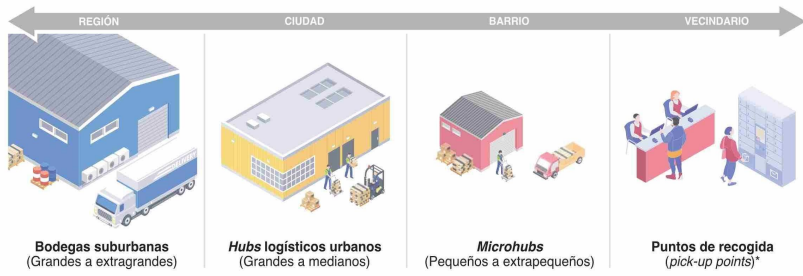 REGIÓN
CIUDAD
BARRIO
VECINDARIO
Bodegas suburbanas
(Grandes a extragrandes)
Hubs logísticos urbanos
(Grandes a medianos)
Microhubs
(Pequeños a extrapequeños)
Puntos de recogida
(pick-up points)*